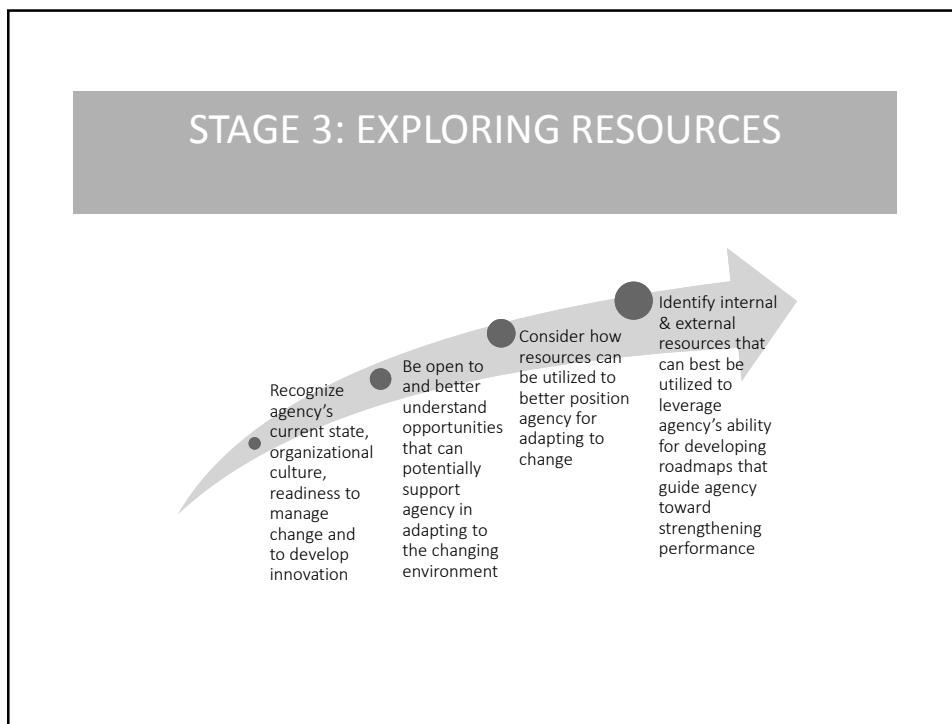 STAGE 3: EXPLORING RESOURCES
Recognize
agency’s
current state,
organizational
culture,
readiness to
manage
change and
to develop
innovation
Be open to
and better
understand
opportunities
that can
potentially
support
agency in
adapting to
the changing
environment
Consider how
resources can
be utilized to
better position
agency for
adapting to
change
Identify internal
& external
resources that
can best be
utilized to
leverage
agency’s ability
for developing
roadmaps that
guide agency
toward
strengthening
performance